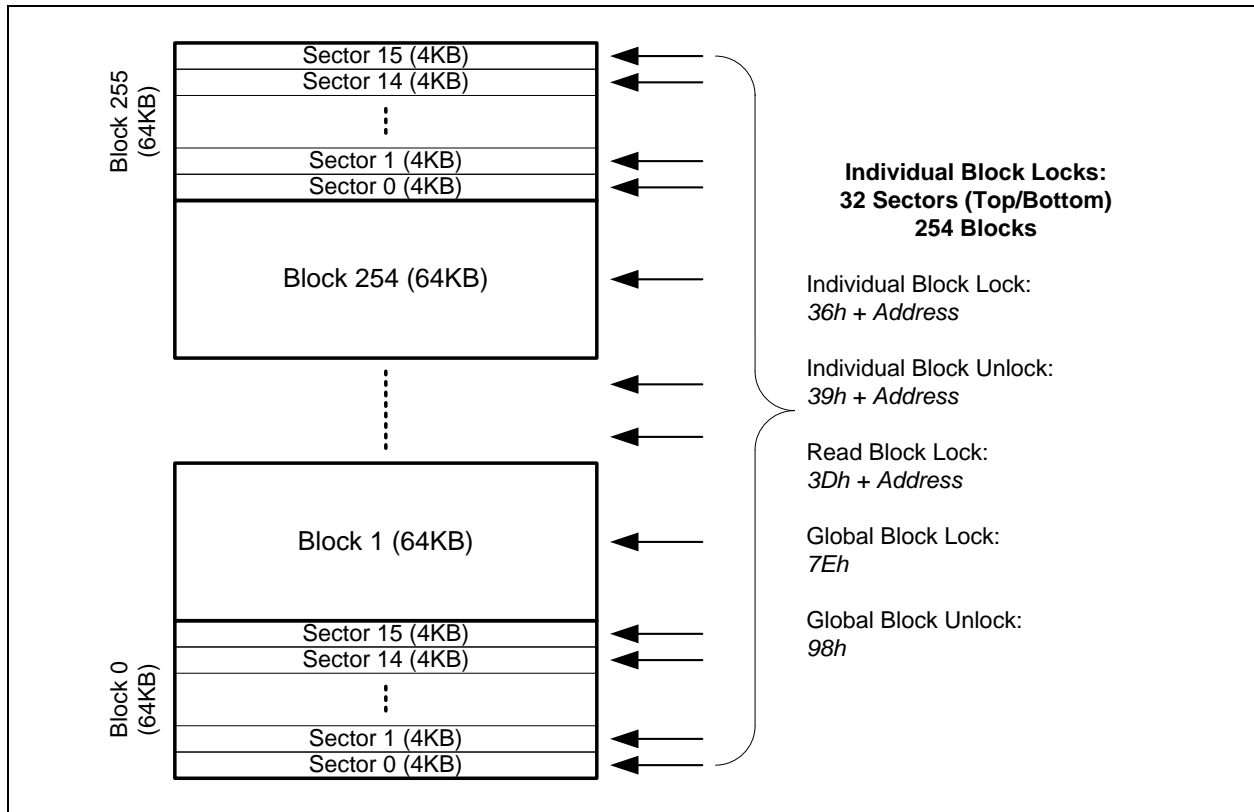 Block 255
(64KB)
Sector 15 (4KB)
Sector 14 (4KB)
Sector 1 (4KB)
Sector 0 (4KB)
Block 254 (64KB)
Block 1 (64KB)
Block 0
(64KB)
Sector 15 (4KB)
Sector 14 (4KB)
Sector 1 (4KB)
Sector 0 (4KB)
Individual Block Locks:
32 Sectors (Top/Bottom)
254 Blocks
Individual Block Lock:
36h + Address
Individual Block Unlock:
39h + Address
Read Block Lock:
3Dh + Address
Global Block Lock:
7Eh
Global Block Unlock:
98h